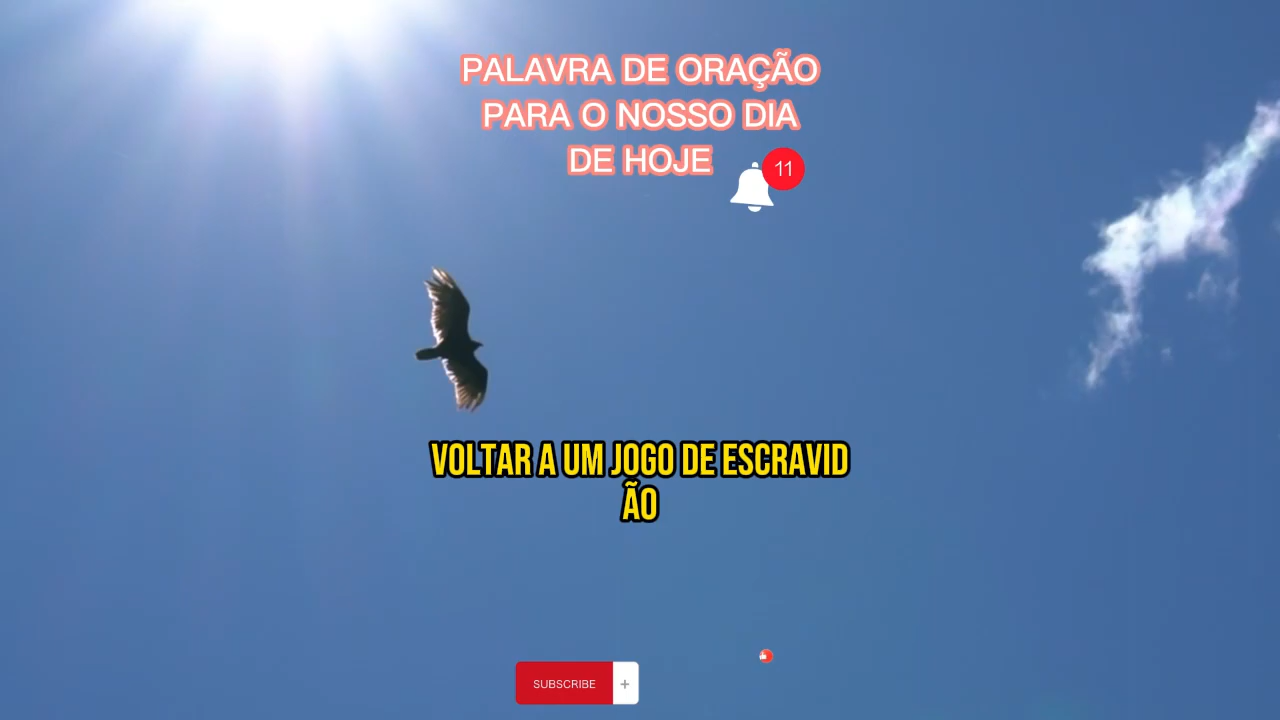 PALAVRA DE ORAÇÃO
PARA O NOSSO DIA
DE HOJE
11
VOLTAR A UM JOGO DE ESCRAVID
ÃO
SUBSCRIBE +